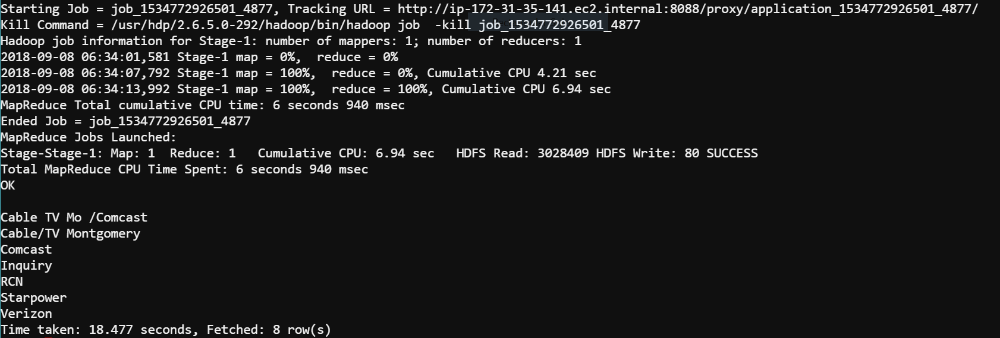 Starting Job = job_1534772926501_4877, Tracking URL = http://ip-172-31-35-141.ec2.internal:8088/proxy/application_1534772926501_4877/
Kill Command = /usr/hdp/2.6.5.0-292/hadoop/bin/hadoop job  -kill job_1534772926501_4877
Hadoop job information for Stage-1: number of mappers: 1; number of reducers: 1
2018-09-08 06:34:01,581 Stage-1 map = 0%,  reduce = 0%
2018-09-08 06:34:07,792 Stage-1 map = 100%,  reduce = 0%, Cumulative CPU 4.21 sec
2018-09-08 06:34:13,992 Stage-1 map = 100%,  reduce = 100%, Cumulative CPU 6.94 sec
MapReduce Total cumulative CPU time: 6 seconds 940 msec
Ended Job = job_1534772926501_4877
MapReduce Jobs Launched:
Stage-Stage-1: Map: 1  Reduce: 1   Cumulative CPU: 6.94 sec   HDFS Read: 3028409 HDFS Write: 80 SUCCESS
Total MapReduce CPU Time Spent: 6 seconds 940 msec
OK

Cable TV Mo /Comcast
Cable/TV Montgomery
Comcast
Inquiry
RCN
Starpower
Verizon
Time taken: 18.477 seconds, Fetched: 8 row(s)